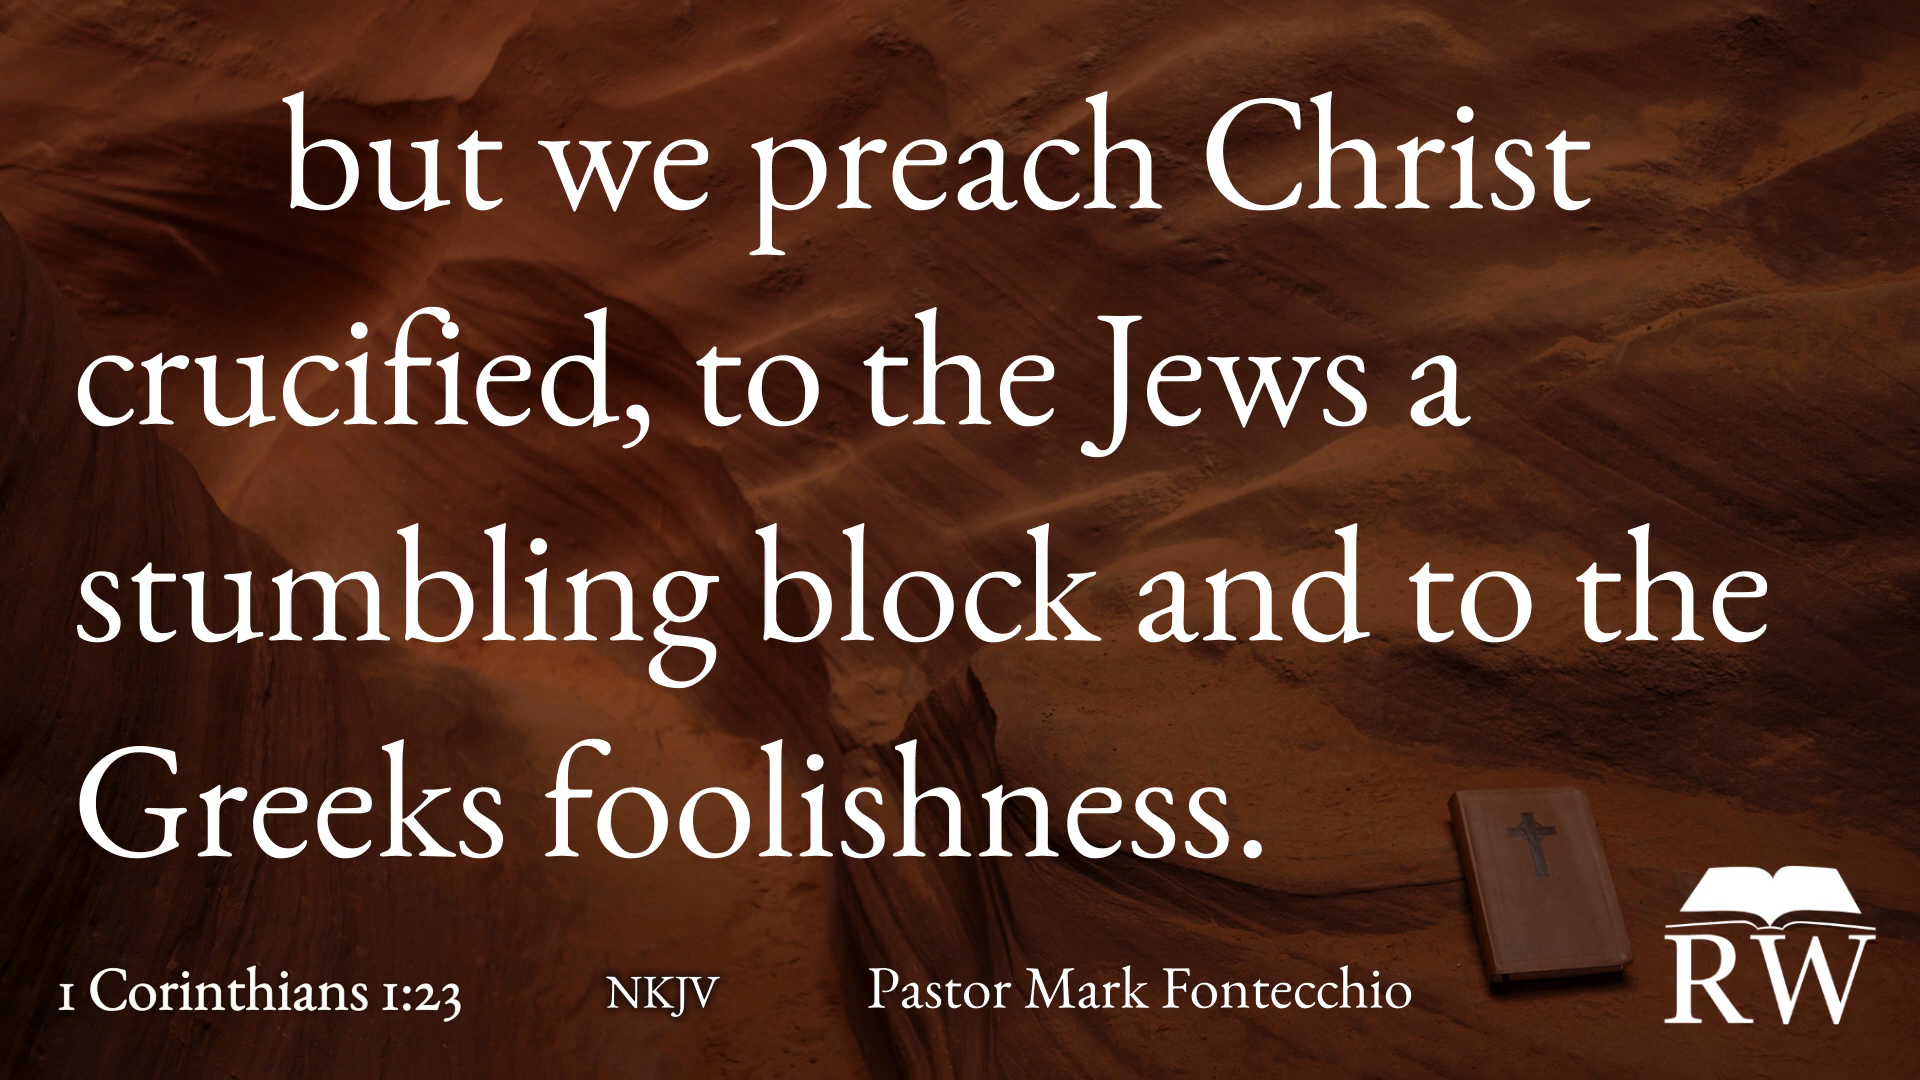 but we preach Christ
crucified, to the Jews a
stumbling block and to the
Greeks foolishness.
1 Corinthians 1:23 NKJV Pastor Mark Fontecchio
RW